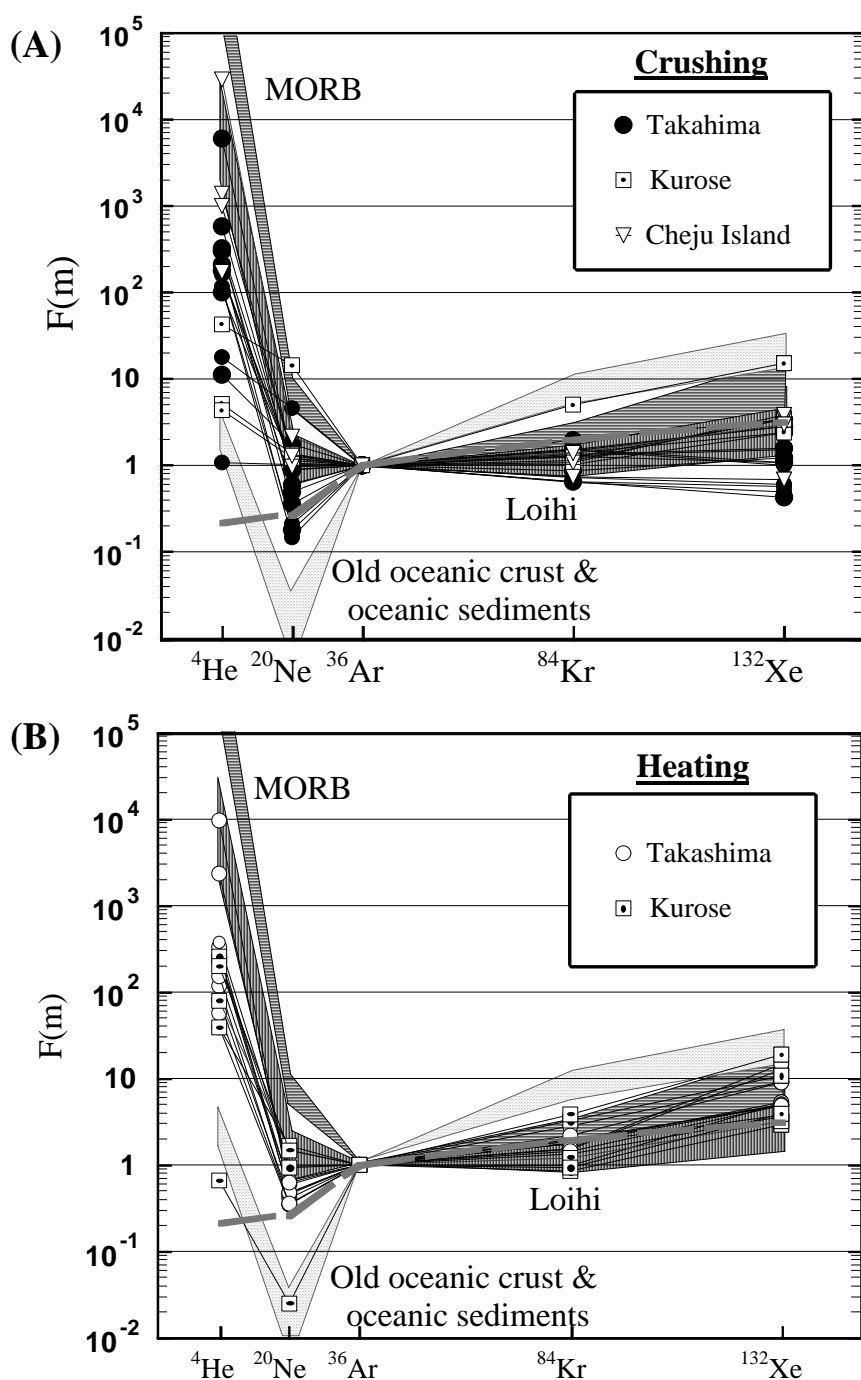 (A)
10^5
10^4
10^3
10^2
10
1
10^-1
10^-2
F(m)
MORB
Crushing
Takahima
Kurose
Cheju Island
Loihi
Old oceanic crust &
oceanic sediments
^4He ^20Ne ^36Ar ^84Kr ^132Xe
(B)
10^5
10^4
10^3
10^2
10
1
10^-1
10^-2
F(m)
MORB
Heating
Takashima
Kurose
Loihi
Old oceanic crust &
oceanic sediments
^4He ^20Ne ^36Ar ^84Kr ^132Xe